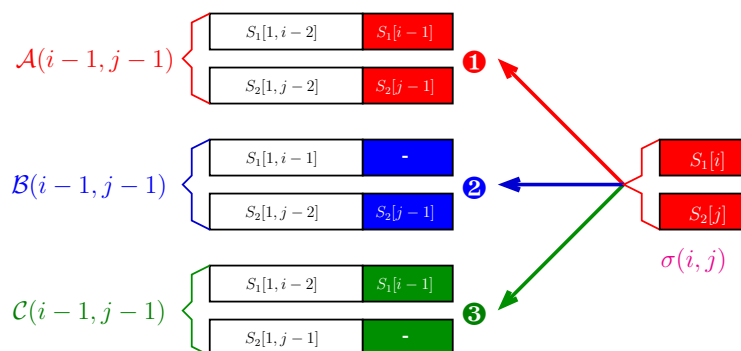 S₁[1, i−2] S₁[i−1]
𝒜(i−1, j−1) ❶
S₂[1, j−2] S₂[j−1]
S₁[1, i−1] - S₁[i]
ℬ(i−1, j−1) ❷
S₂[1, j−2] S₂[j−1] S₂[j]
σ(i, j)
S₁[1, i−2] S₁[i−1]
𝒞(i−1, j−1) ❸
S₂[1, j−1] -